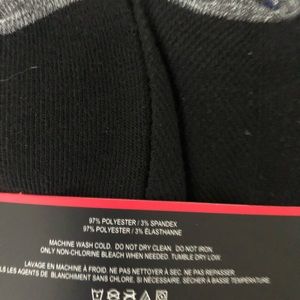 97% POLYESTER / 3% SPANDEX
97% POLYESTER / 3% ÉLASTHANNE
MACHINE WASH COLD. DO NOT DRY CLEAN. DO NOT IRON.
ONLY NON-CHLORINE BLEACH WHEN NEEDED. TUMBLE DRY LOW.
LAVAGE EN MACHINE À FROID. NE PAS NETTOYER À SEC. NE PAS REPASSER
LES AGENTS DE BLANCHIMENT SANS CHLORE, SI NÉCESSAIRE. SÉCHER À BASSE TEMPÉRATURE